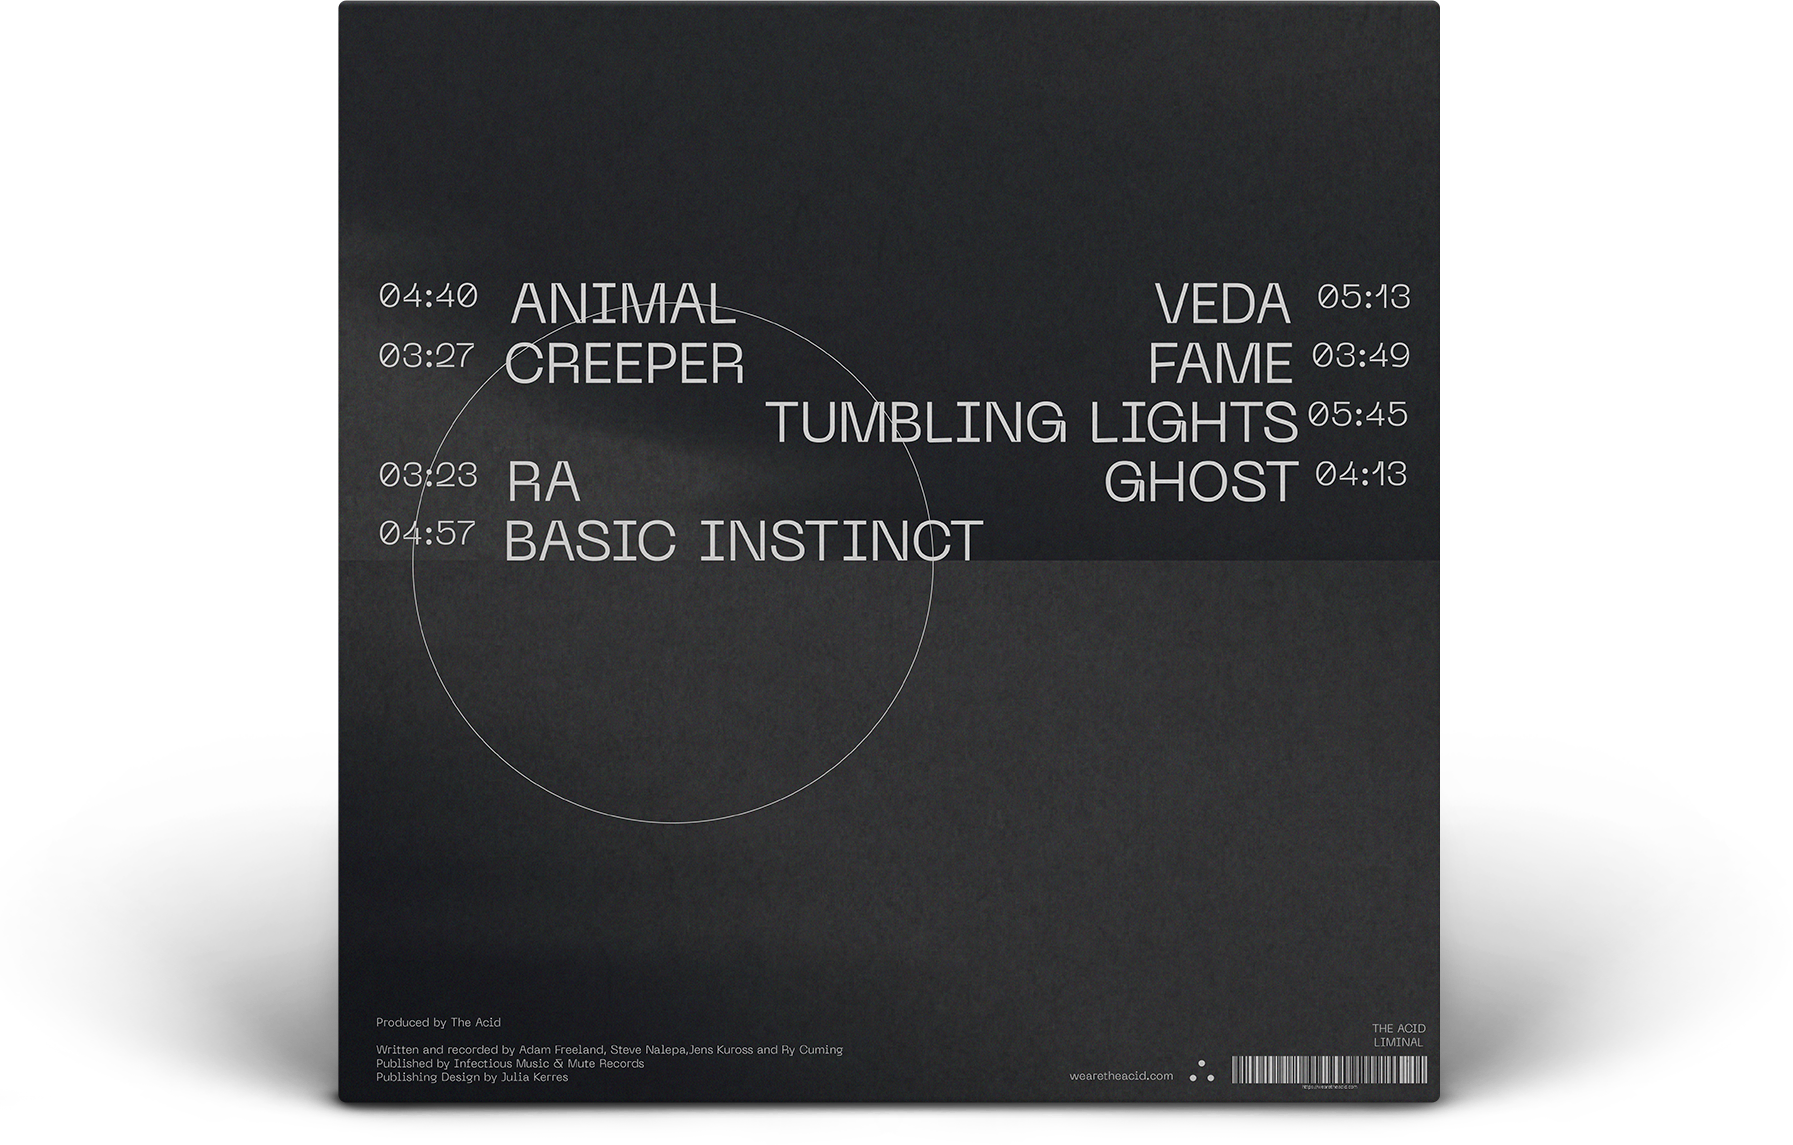 04:40 ANIMAL
03:27 CREEPER
03:23 RA
04:57 BASIC INSTINCT
VEDA 05:13
FAME 03:49
TUMBLING LIGHTS 05:45
GHOST 04:13
Produced by The Acid
Written and recorded by Adam Freeland, Steve Nalepa,Jens Kuross and Ry Cuming
Published by Infectious Music & Mute Records
Publishing Design by Julia Kerres
wearetheacid.com
THE ACID
LIMINAL
https://wearetheacid.com